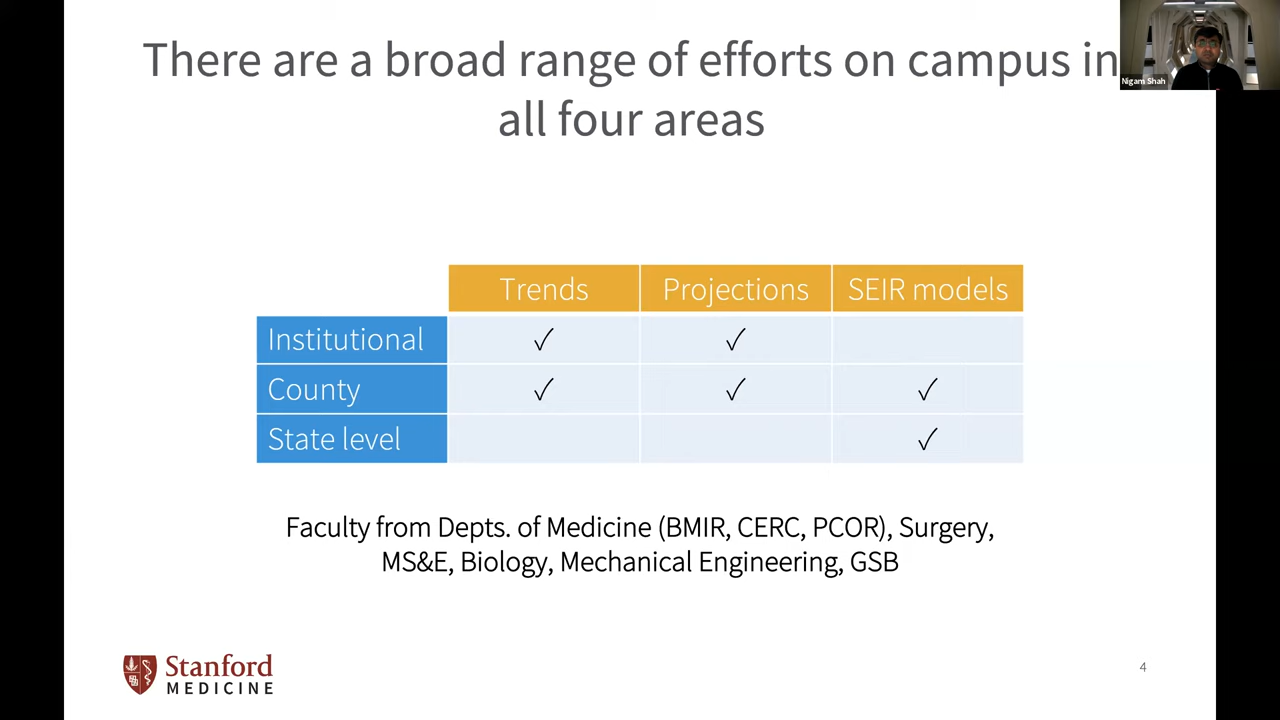 There are a broad range of efforts on campus in
all four areas
Nigam Shah
Trends Projections SEIR models
Institutional ✓ ✓
County ✓ ✓ ✓
State level ✓
Faculty from Depts. of Medicine (BMIR, CERC, PCOR), Surgery,
MS&E, Biology, Mechanical Engineering, GSB
Stanford
MEDICINE
4